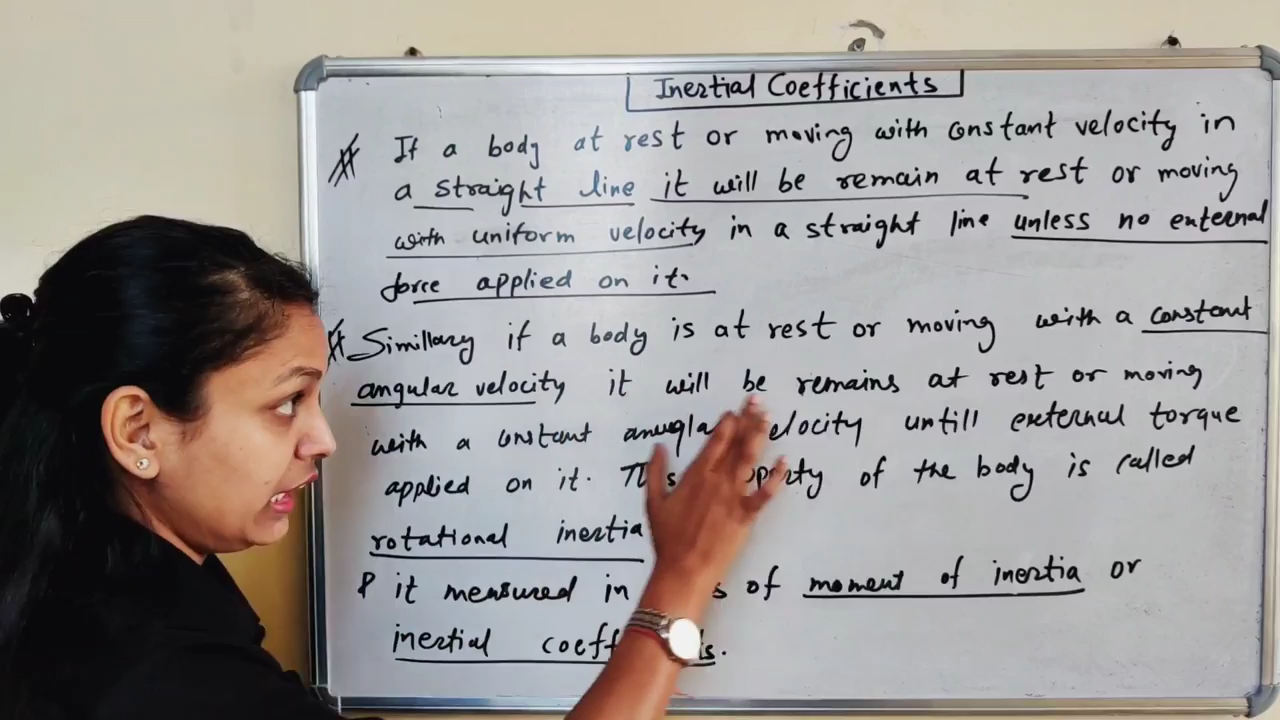 Inertial Coefficients
# If a body at rest or moving with constant velocity in
a straight line it will be remain at rest or moving
with uniform velocity in a straight line unless no external
force applied on it.
# Simillary if a body is at rest or moving with a constant
angular velocity it will be remains at rest or moving
with a constant velocity untill external torque
applied on it. of the body is called
rotational inertia
& it measured in of moment of inertia or
inertial